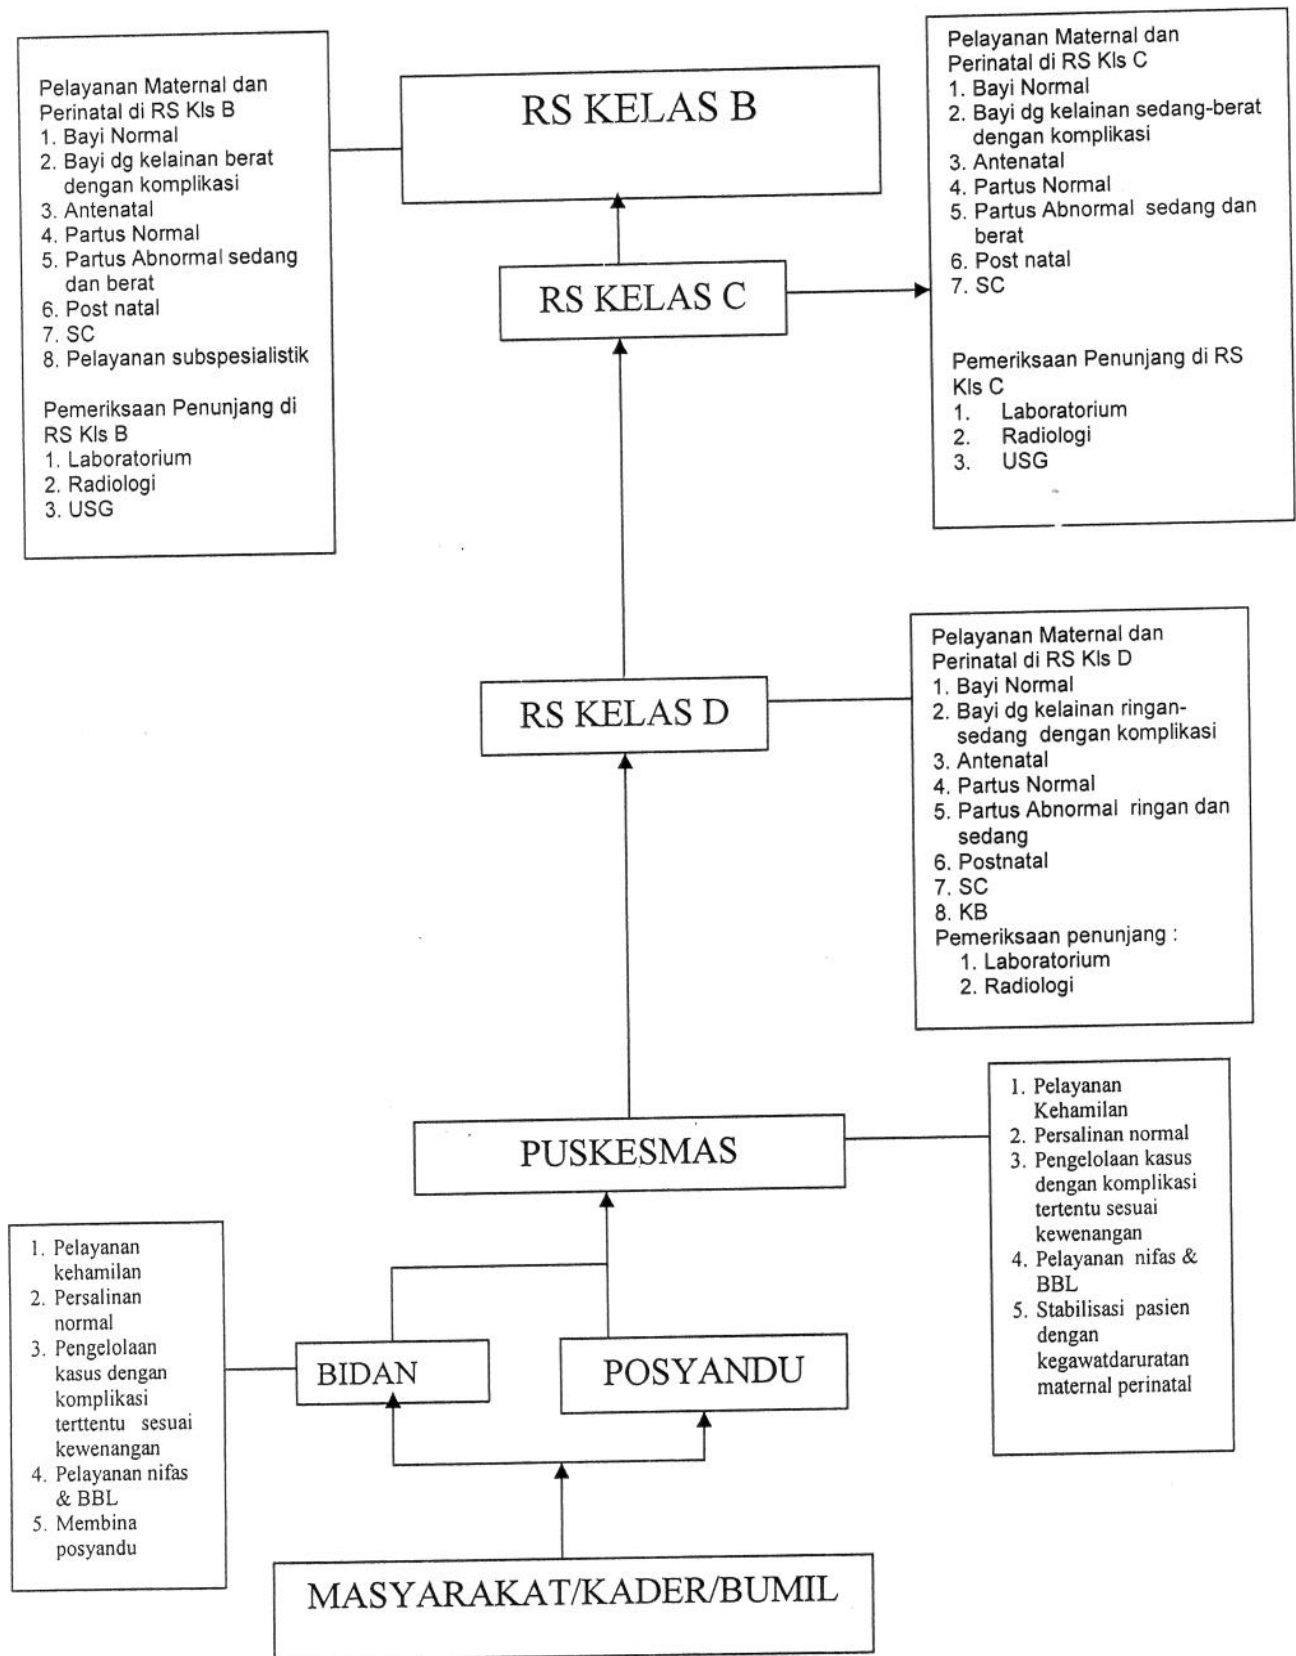 Pelayanan Maternal dan
Perinatal di RS Kls B
1. Bayi Normal
2. Bayi dg kelainan berat
dengan komplikasi
3. Antenatal
4. Partus Normal
5. Partus Abnormal sedang
dan berat
6. Post natal
7. SC
8. Pelayanan subspesialistik
Pemeriksaan Penunjang di
RS Kls B
1. Laboratorium
2. Radiologi
3. USG
RS KELAS B
RS KELAS C
Pelayanan Maternal dan
Perinatal di RS Kls C
1. Bayi Normal
2. Bayi dg kelainan sedang-berat
dengan komplikasi
3. Antenatal
4. Partus Normal
5. Partus Abnormal sedang dan
berat
6. Post natal
7. SC
Pemeriksaan Penunjang di RS
Kls C
1. Laboratorium
2. Radiologi
3. USG
RS KELAS D
Pelayanan Maternal dan
Perinatal di RS Kls D
1. Bayi Normal
2. Bayi dg kelainan ringan-
sedang dengan komplikasi
3. Antenatal
4. Partus Normal
5. Partus Abnormal ringan dan
sedang
6. Postnatal
7. SC
8. KB
Pemeriksaan penunjang :
1. Laboratorium
2. Radiologi
PUSKESMAS
1. Pelayanan
Kehamilan
2. Persalinan normal
3. Pengelolaan kasus
dengan komplikasi
tertentu sesuai
kewenangan
4. Pelayanan nifas &
BBL
5. Stabilisasi pasien
dengan
kegawatdaruratan
maternal perinatal
1. Pelayanan
kehamilan
2. Persalinan
normal
3. Pengelolaan
kasus dengan
komplikasi
terttentu sesuai
kewenangan
4. Pelayanan nifas
& BBL
5. Membina
posyandu
BIDAN
POSYANDU
MASYARAKAT/KADER/BUMIL